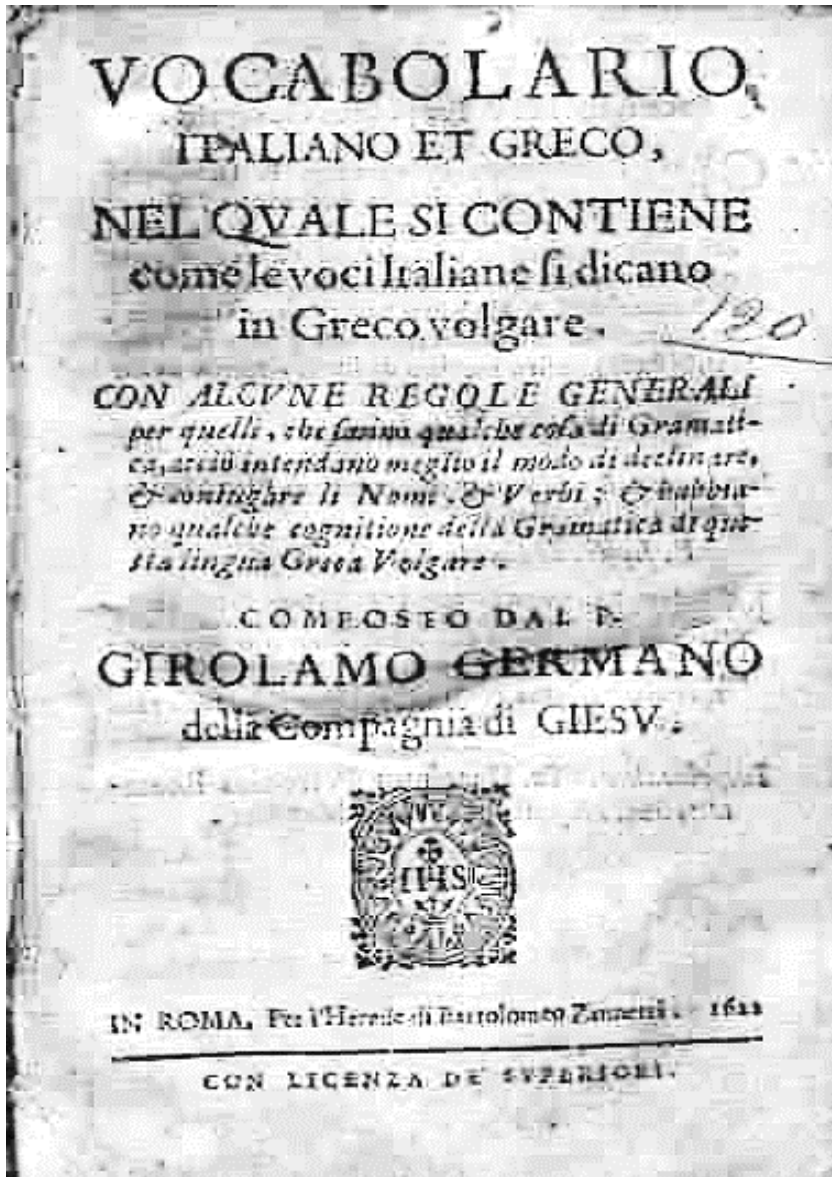 VOCABOLARIO
ITALIANO ET GRECO,
NEL QVALE SI CONTIENE
come le voci Italiane ſi dicano
in Greco volgare.
120
CON ALCVNE REGOLE GENERALI
per quelli, che ſanno qualche coſa di Gramati-
ca, acciò intendano meglio il modo di declinare,
& coniugare li Nomi, & Verbi; & habbia-
no qualche cognitione della Gramatica di que-
ſta lingua Greca Volgare.
COMPOSTO DAL P.
GIROLAMO GERMANO
della Compagnia di GIESV.
IHS
IN ROMA, Per l'Herede di Bartolomeo Zannetti. 1622
CON LICENZA DE' SVPERIORI.